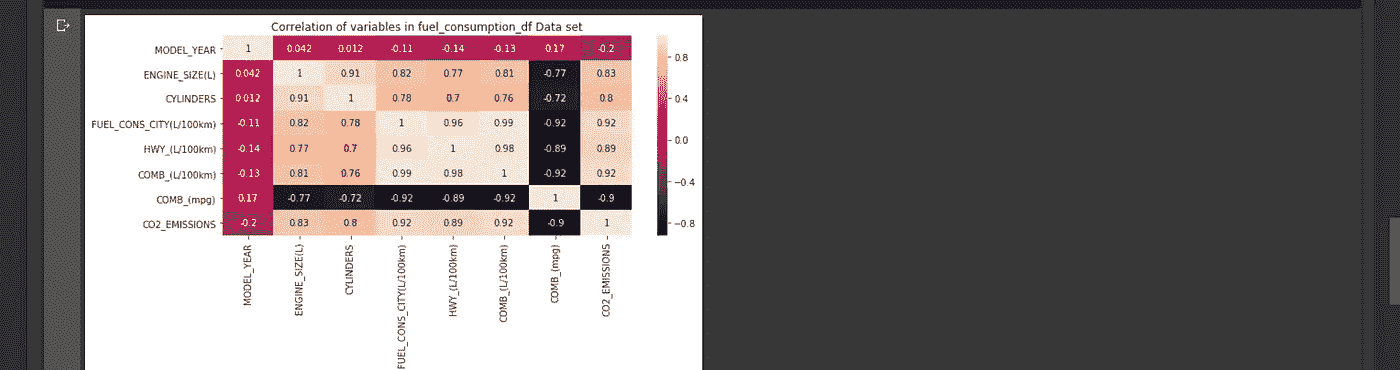 Correlation of variables in fuel_consumption_df Data set
MODEL_YEAR 1 0.042 0.012 -0.11 -0.14 -0.13 0.17 -0.2
ENGINE_SIZE(L) 0.042 1 0.91 0.82 0.77 0.81 -0.77 0.83
CYLINDERS 0.012 0.91 1 0.78 0.7 0.76 -0.72 0.8
FUEL_CONS_CITY(L/100km) -0.11 0.82 0.78 1 0.96 0.99 -0.92 0.92
HWY_(L/100km) -0.14 0.77 0.7 0.96 1 0.98 -0.89 0.89
COMB_(L/100km) -0.13 0.81 0.76 0.99 0.98 1 -0.92 0.92
COMB_(mpg) 0.17 -0.77 -0.72 -0.92 -0.89 -0.92 1 -0.9
CO2_EMISSIONS -0.2 0.83 0.8 0.92 0.89 0.92 -0.9 1
MODEL_YEAR
ENGINE_SIZE(L)
CYLINDERS
FUEL_CONS_CITY(L/100km)
HWY_(L/100km)
COMB_(L/100km)
COMB_(mpg)
CO2_EMISSIONS
0.8
0.4
0.0
-0.4
-0.8